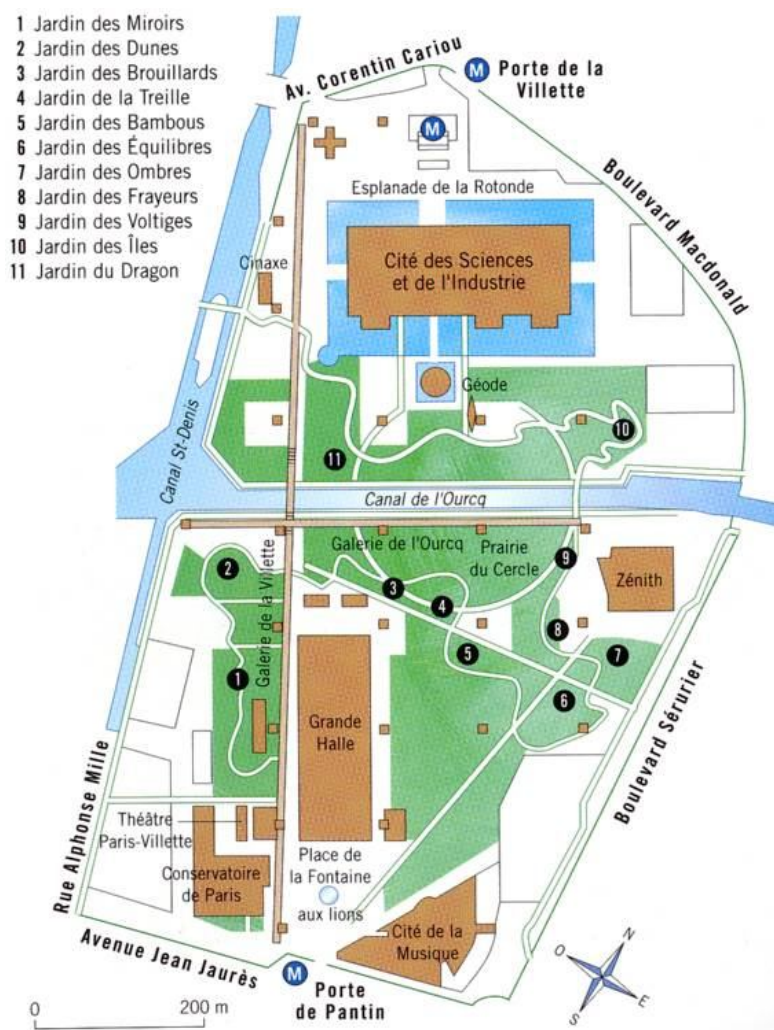 1 Jardin des Miroirs
2 Jardin des Dunes
3 Jardin des Brouillards
4 Jardin de la Treille
5 Jardin des Bambous
6 Jardin des Équilibres
7 Jardin des Ombres
8 Jardin des Frayeurs
9 Jardin des Voltiges
10 Jardin des Îles
11 Jardin du Dragon
Av. Corentin Cariou
M
Porte de la
Villette
M
Boulevard Macdonald
Esplanade de la Rotonde
Cité des Sciences
et de l'Industrie
Cinaxe
Géode
10
11
Canal St-Denis
Canal de l'Ourcq
Galerie de l'Ourcq
Prairie
du Cercle
9
Zénith
2
3
4
8
5
7
6
1
Galerie de la Villette
Grande
Halle
Boulevard Sérurier
Rue Alphonse Mille
Théâtre
Paris-Villette
Conservatoire
de Paris
Place de
la Fontaine
aux lions
Cité de la
Musique
Avenue Jean Jaurès
M
Porte
de Pantin
N
O
E
S
0
200 m